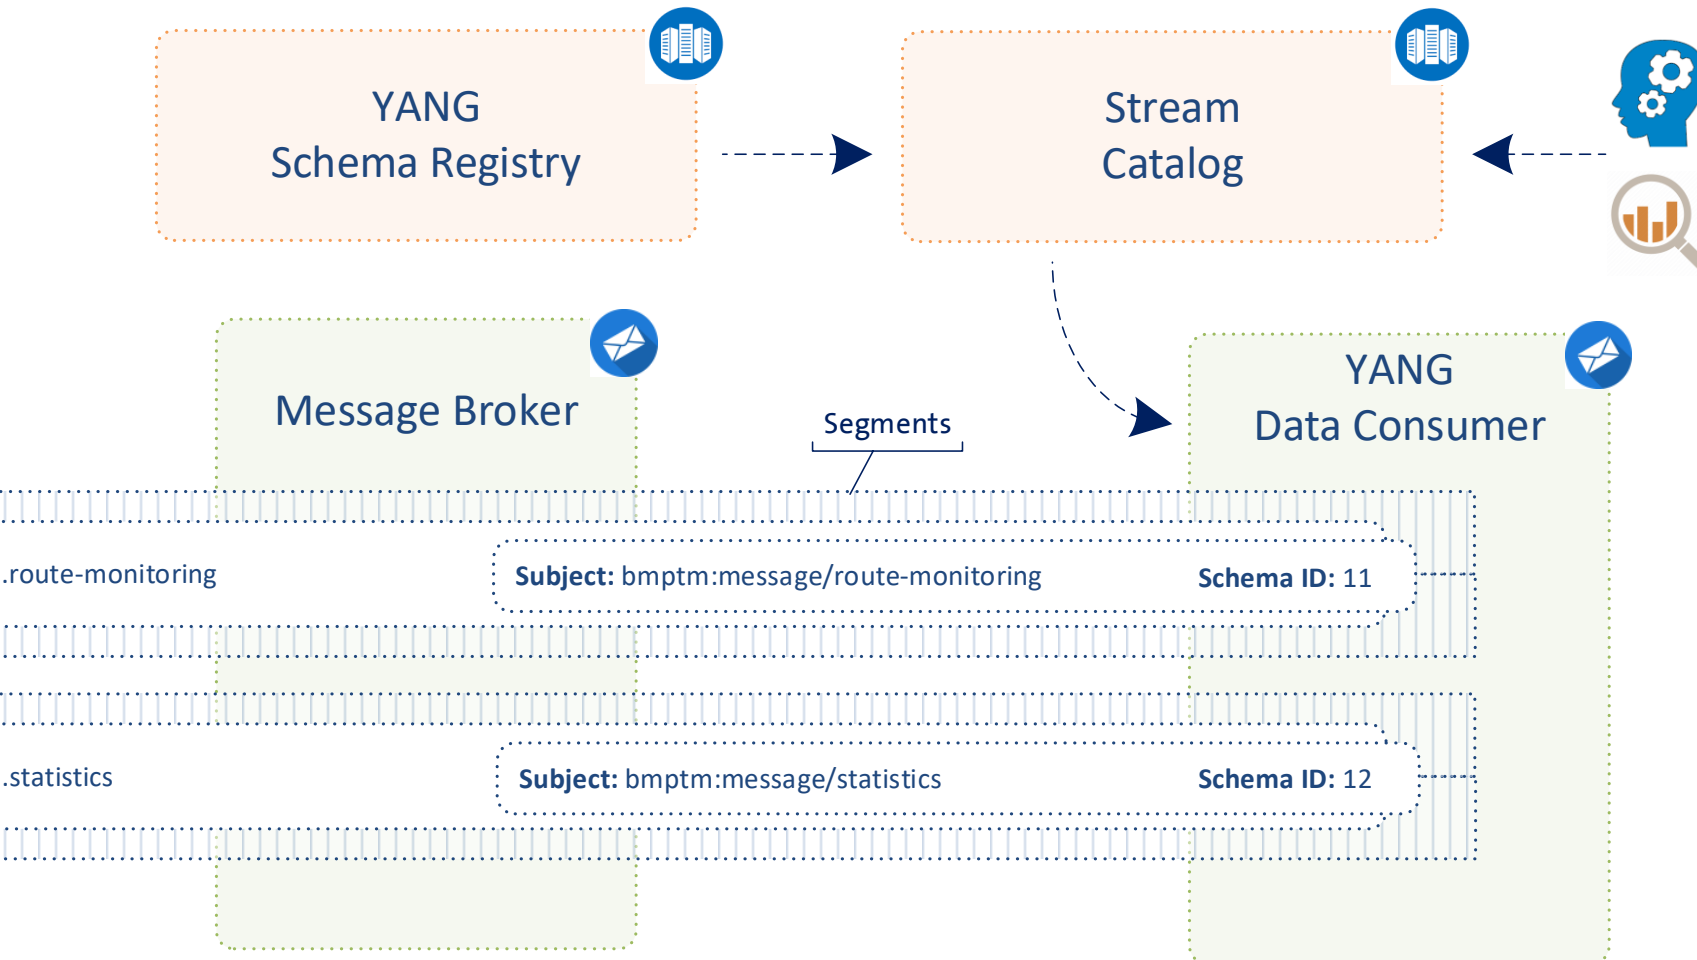 YANG
Schema Registry
Stream
Catalog
Message Broker
Segments
YANG
Data Consumer
.route-monitoring
Subject: bmptm:message/route-monitoring
Schema ID: 11
.statistics
Subject: bmptm:message/statistics
Schema ID: 12